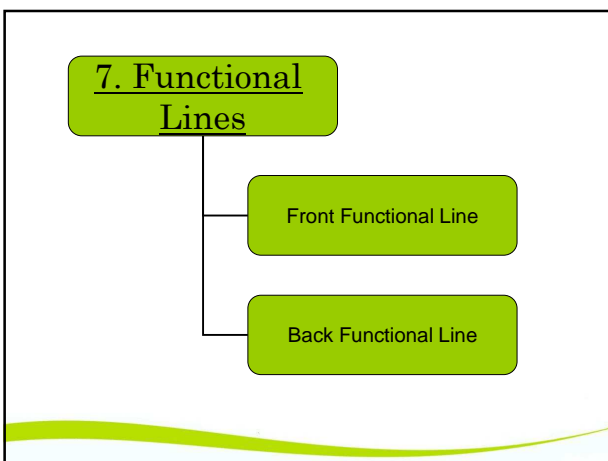 7. Functional
Lines
Front Functional Line
Back Functional Line